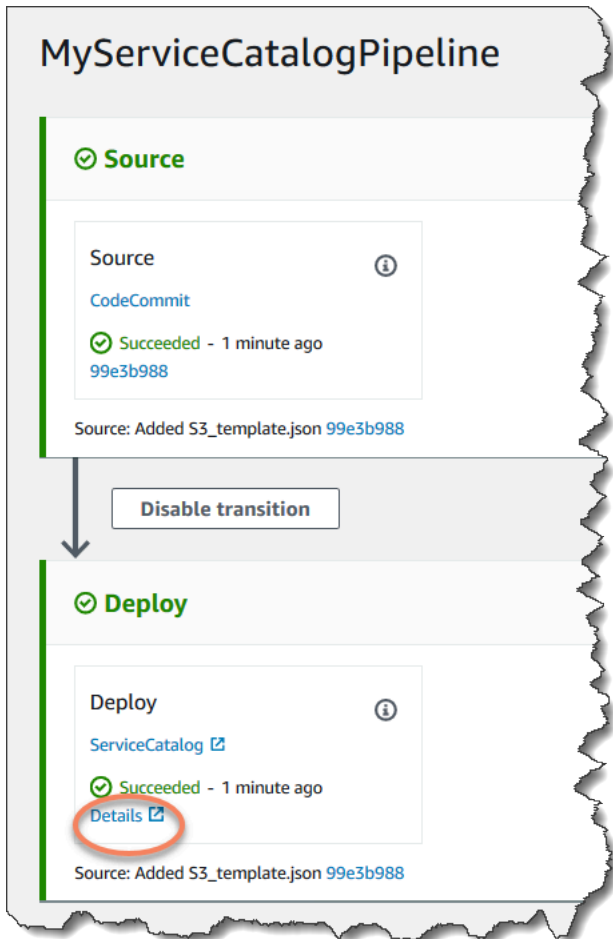 MyServiceCatalogPipeline
Source
Source
CodeCommit
Succeeded - 1 minute ago
99e3b988
Source: Added S3_template.json 99e3b988
Disable transition
Deploy
Deploy
ServiceCatalog
Succeeded - 1 minute ago
Details
Source: Added S3_template.json 99e3b988